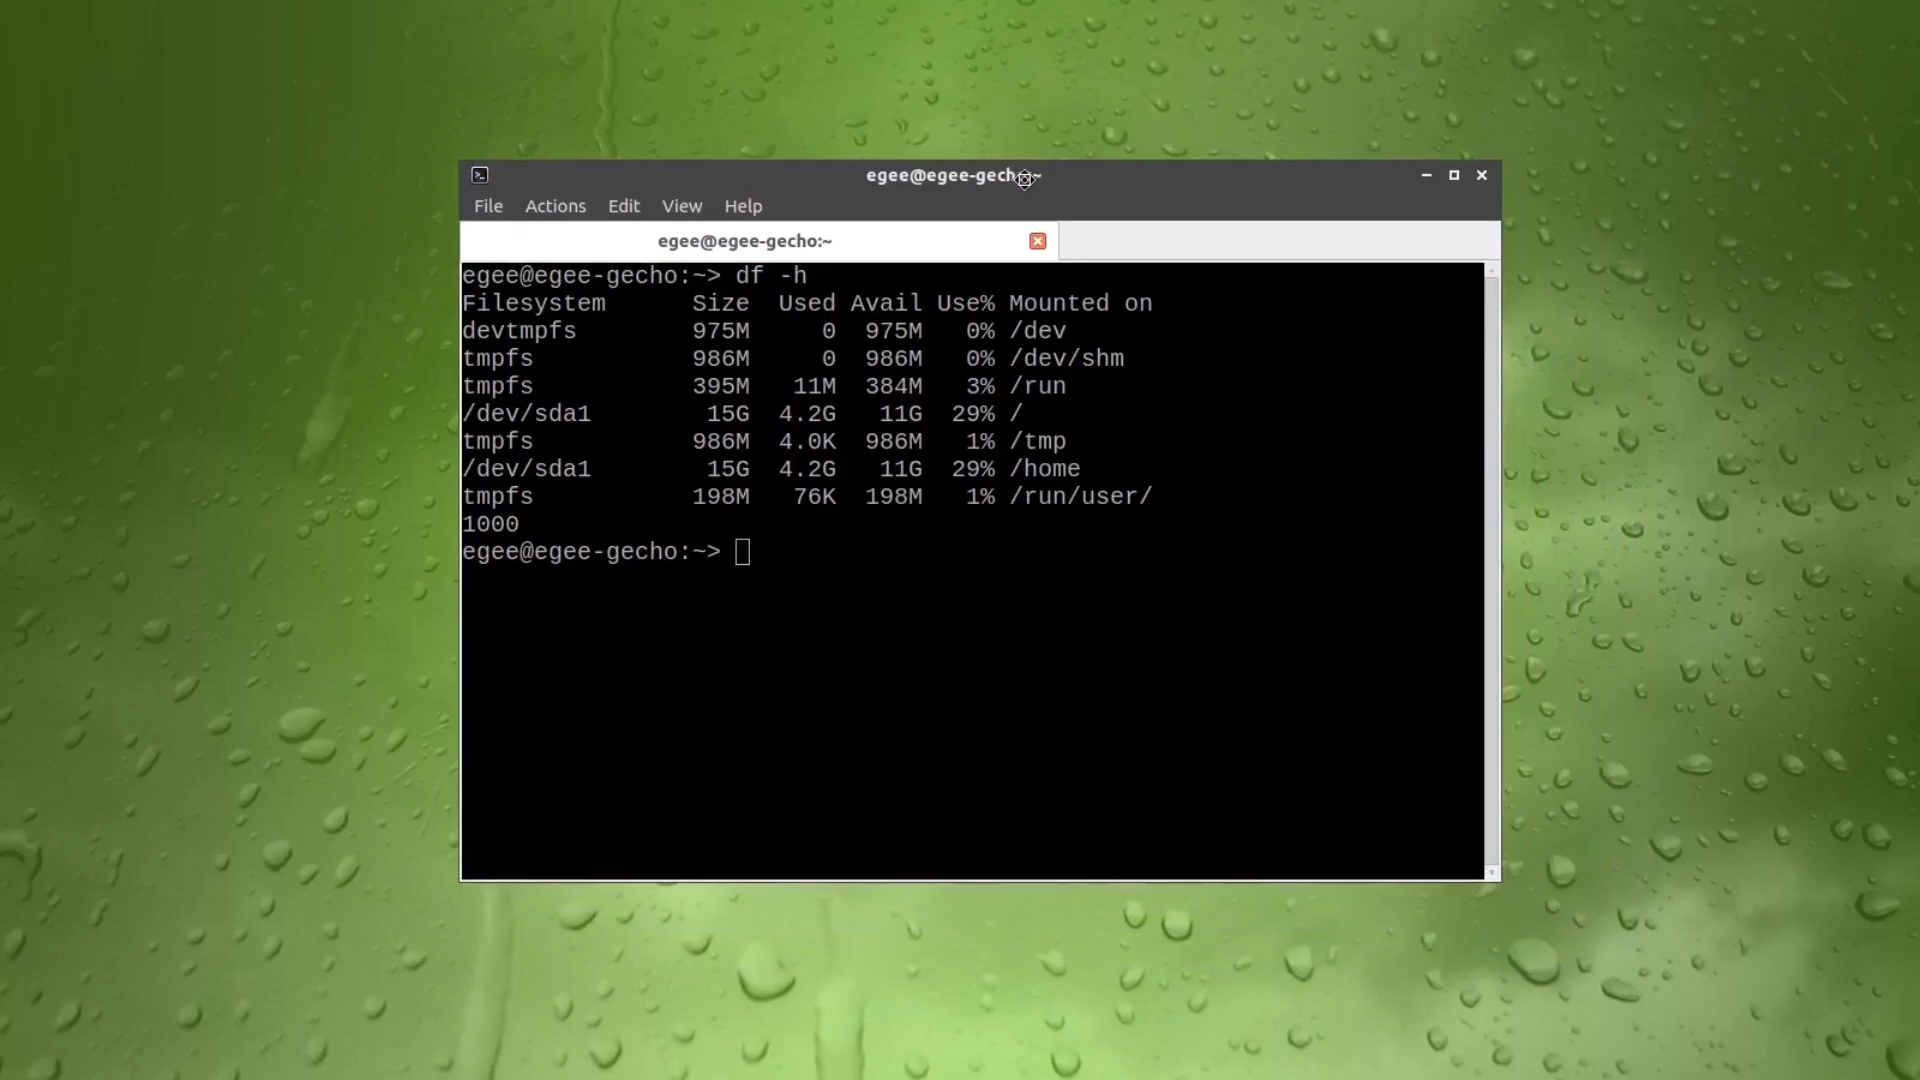 egee@egee-gecho:~
File Actions Edit View Help
egee@egee-gecho:~
egee@egee-gecho:~> df -h
Filesystem      Size  Used Avail Use% Mounted on
devtmpfs        975M     0  975M   0% /dev
tmpfs           986M     0  986M   0% /dev/shm
tmpfs           395M   11M  384M   3% /run
/dev/sda1        15G  4.2G   11G  29% /
tmpfs           986M  4.0K  986M   1% /tmp
/dev/sda1        15G  4.2G   11G  29% /home
tmpfs           198M   76K  198M   1% /run/user/
1000
egee@egee-gecho:~>